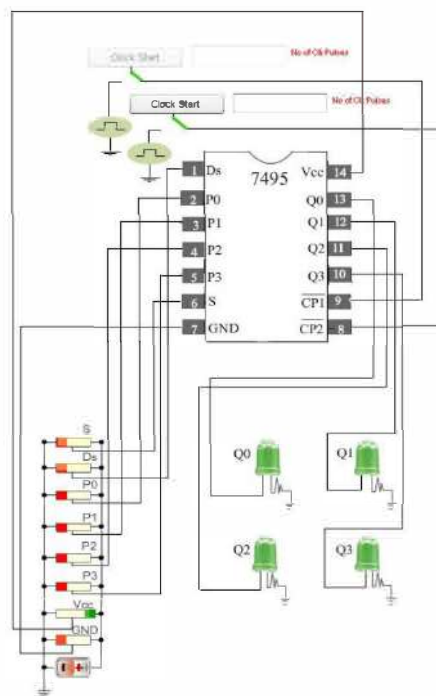 Clock Start
No of Clk Pulses
Clock Start
No of Clk Pulses
7495
1 Ds
2 P0
3 P1
4 P2
5 P3
6 S
7 GND
Vcc 14
Q0 13
Q1 12
Q2 11
Q3 10
CP1 9
CP2 8
Q0
Q1
Q2
Q3
S
Ds
P0
P1
P2
P3
Vcc
GND